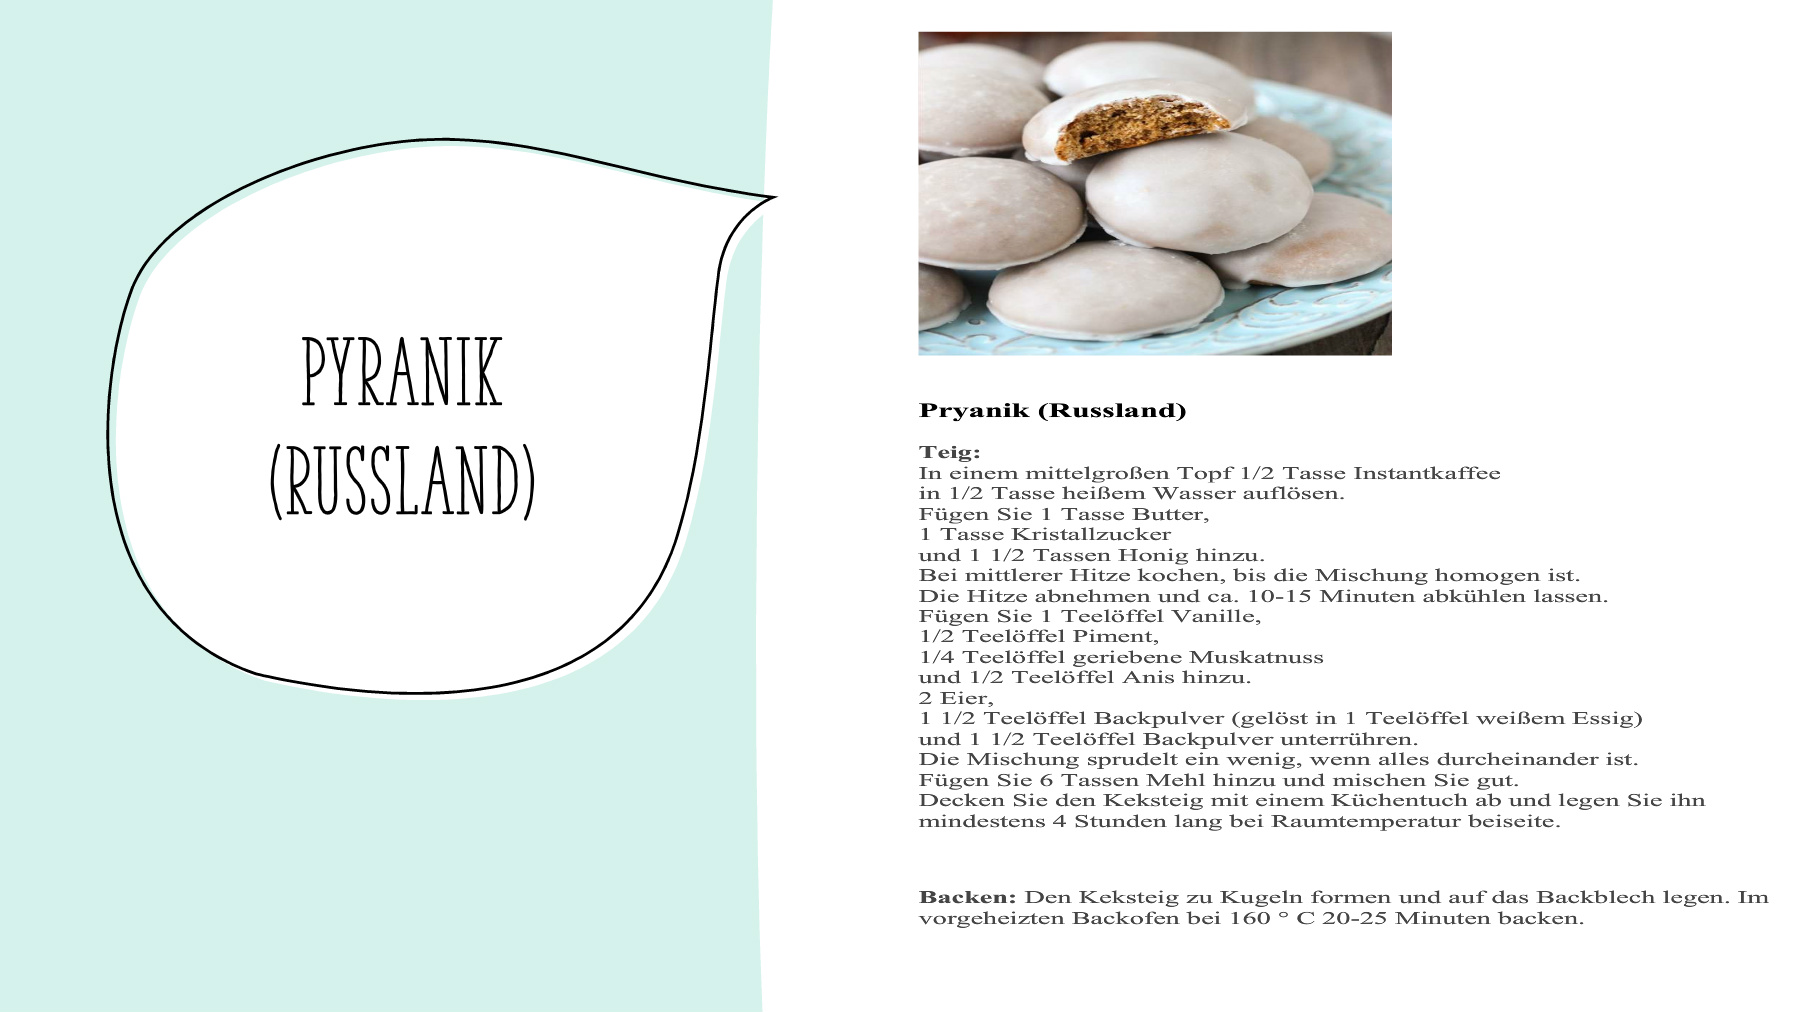 PYRANIK
(RUSSLAND)
Pryanik (Russland)
Teig:
In einem mittelgroßen Topf 1/2 Tasse Instantkaffee
in 1/2 Tasse heißem Wasser auflösen.
Fügen Sie 1 Tasse Butter,
1 Tasse Kristallzucker
und 1 1/2 Tassen Honig hinzu.
Bei mittlerer Hitze kochen, bis die Mischung homogen ist.
Die Hitze abnehmen und ca. 10-15 Minuten abkühlen lassen.
Fügen Sie 1 Teelöffel Vanille,
1/2 Teelöffel Piment,
1/4 Teelöffel geriebene Muskatnuss
und 1/2 Teelöffel Anis hinzu.
2 Eier,
1 1/2 Teelöffel Backpulver (gelöst in 1 Teelöffel weißem Essig)
und 1 1/2 Teelöffel Backpulver unterrühren.
Die Mischung sprudelt ein wenig, wenn alles durcheinander ist.
Fügen Sie 6 Tassen Mehl hinzu und mischen Sie gut.
Decken Sie den Keksteig mit einem Küchentuch ab und legen Sie ihn
mindestens 4 Stunden lang bei Raumtemperatur beiseite.
Backen: Den Keksteig zu Kugeln formen und auf das Backblech legen. Im
vorgeheizten Backofen bei 160 ° C 20-25 Minuten backen.